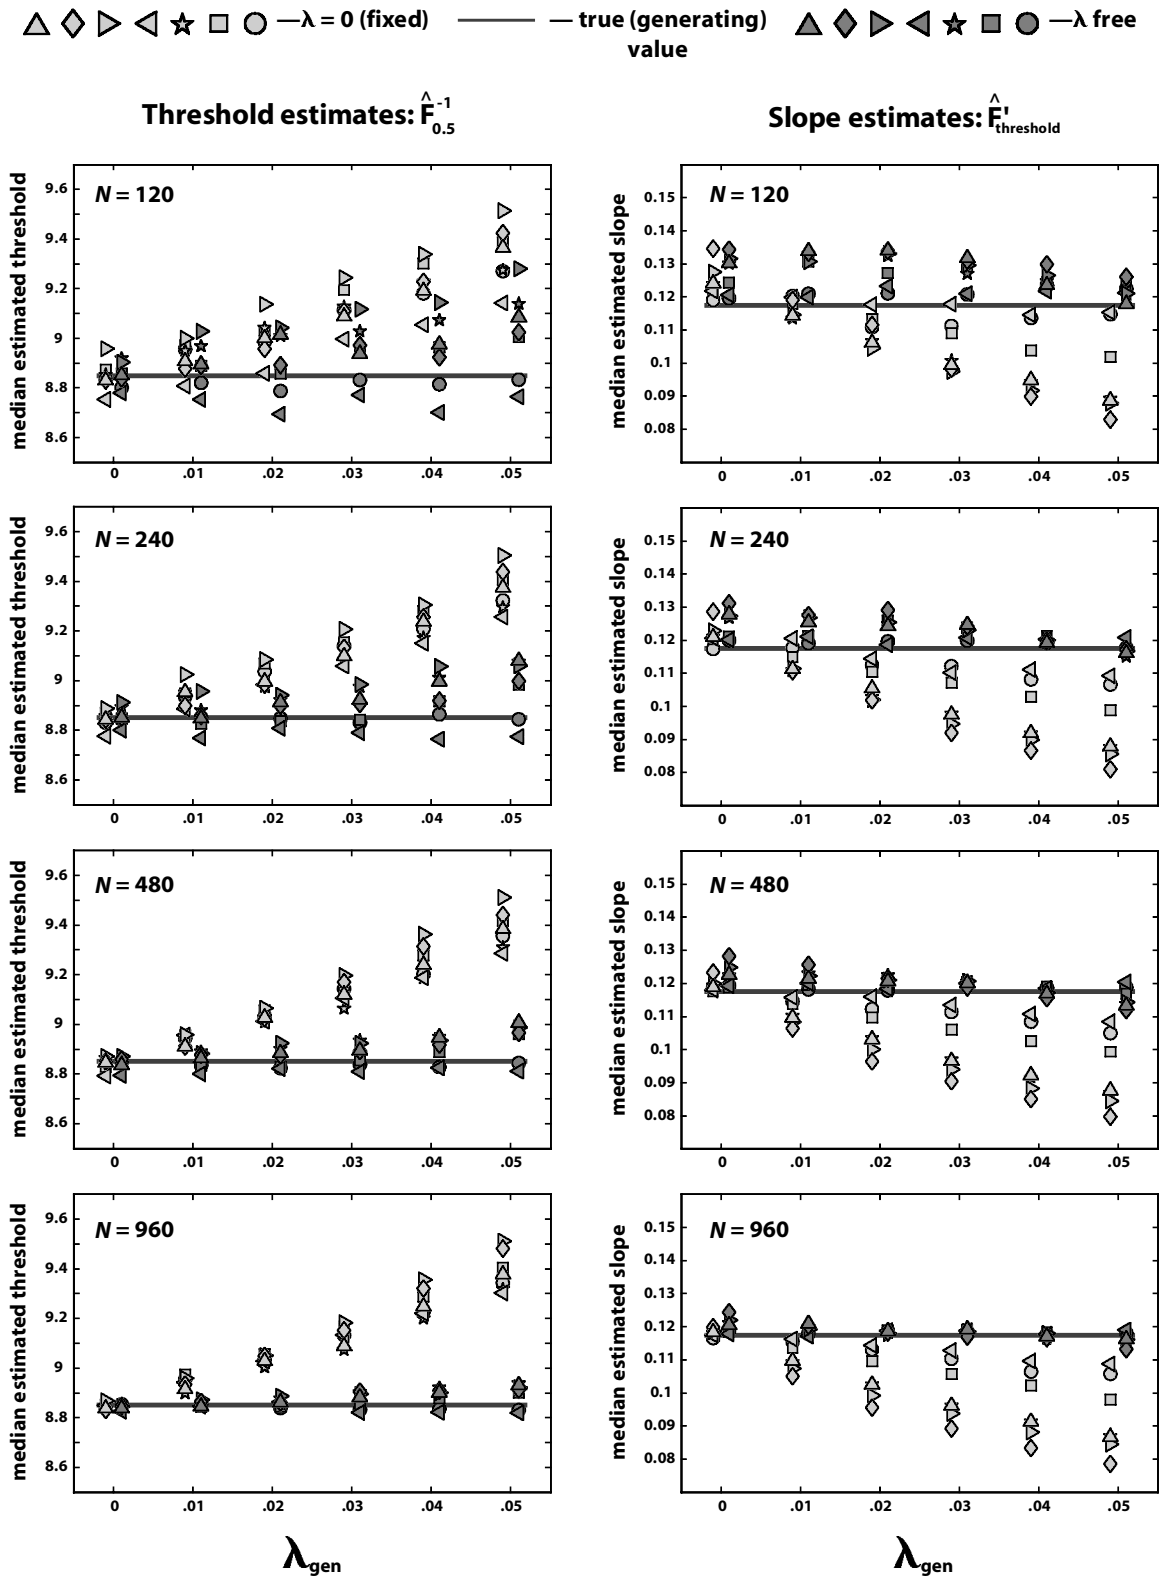 —λ = 0 (fixed) — true (generating) value —λ free
Threshold estimates: F̂⁻¹₀.₅
Slope estimates: F̂'threshold
median estimated threshold
N = 120
9.6
9.4
9.2
9
8.8
8.6
0 .01 .02 .03 .04 .05
median estimated slope
N = 120
0.15
0.14
0.13
0.12
0.11
0.1
0.09
0.08
0 .01 .02 .03 .04 .05
median estimated threshold
N = 240
9.6
9.4
9.2
9
8.8
8.6
0 .01 .02 .03 .04 .05
median estimated slope
N = 240
0.15
0.14
0.13
0.12
0.11
0.1
0.09
0.08
0 .01 .02 .03 .04 .05
median estimated threshold
N = 480
9.6
9.4
9.2
9
8.8
8.6
0 .01 .02 .03 .04 .05
median estimated slope
N = 480
0.15
0.14
0.13
0.12
0.11
0.1
0.09
0.08
0 .01 .02 .03 .04 .05
median estimated threshold
N = 960
9.6
9.4
9.2
9
8.8
8.6
0 .01 .02 .03 .04 .05
λgen
median estimated slope
N = 960
0.15
0.14
0.13
0.12
0.11
0.1
0.09
0.08
0 .01 .02 .03 .04 .05
λgen